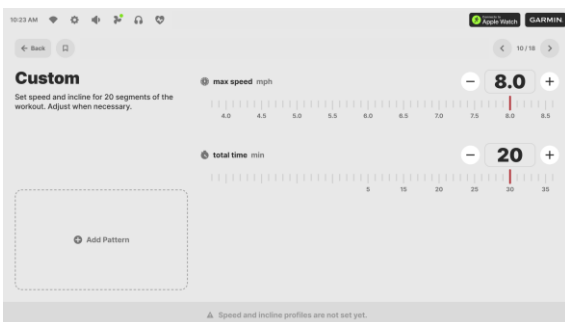 10:23 AM
Connects to
Apple Watch
GARMIN
Back
10 / 18
Custom
Set speed and incline for 20 segments of the
workout. Adjust when necessary.
max speed mph
8.0
4.0 4.5 5.0 5.5 6.0 6.5 7.0 7.5 8.0 8.5
total time min
20
5 15 20 25 30 35
Add Pattern
Speed and incline profiles are not set yet.